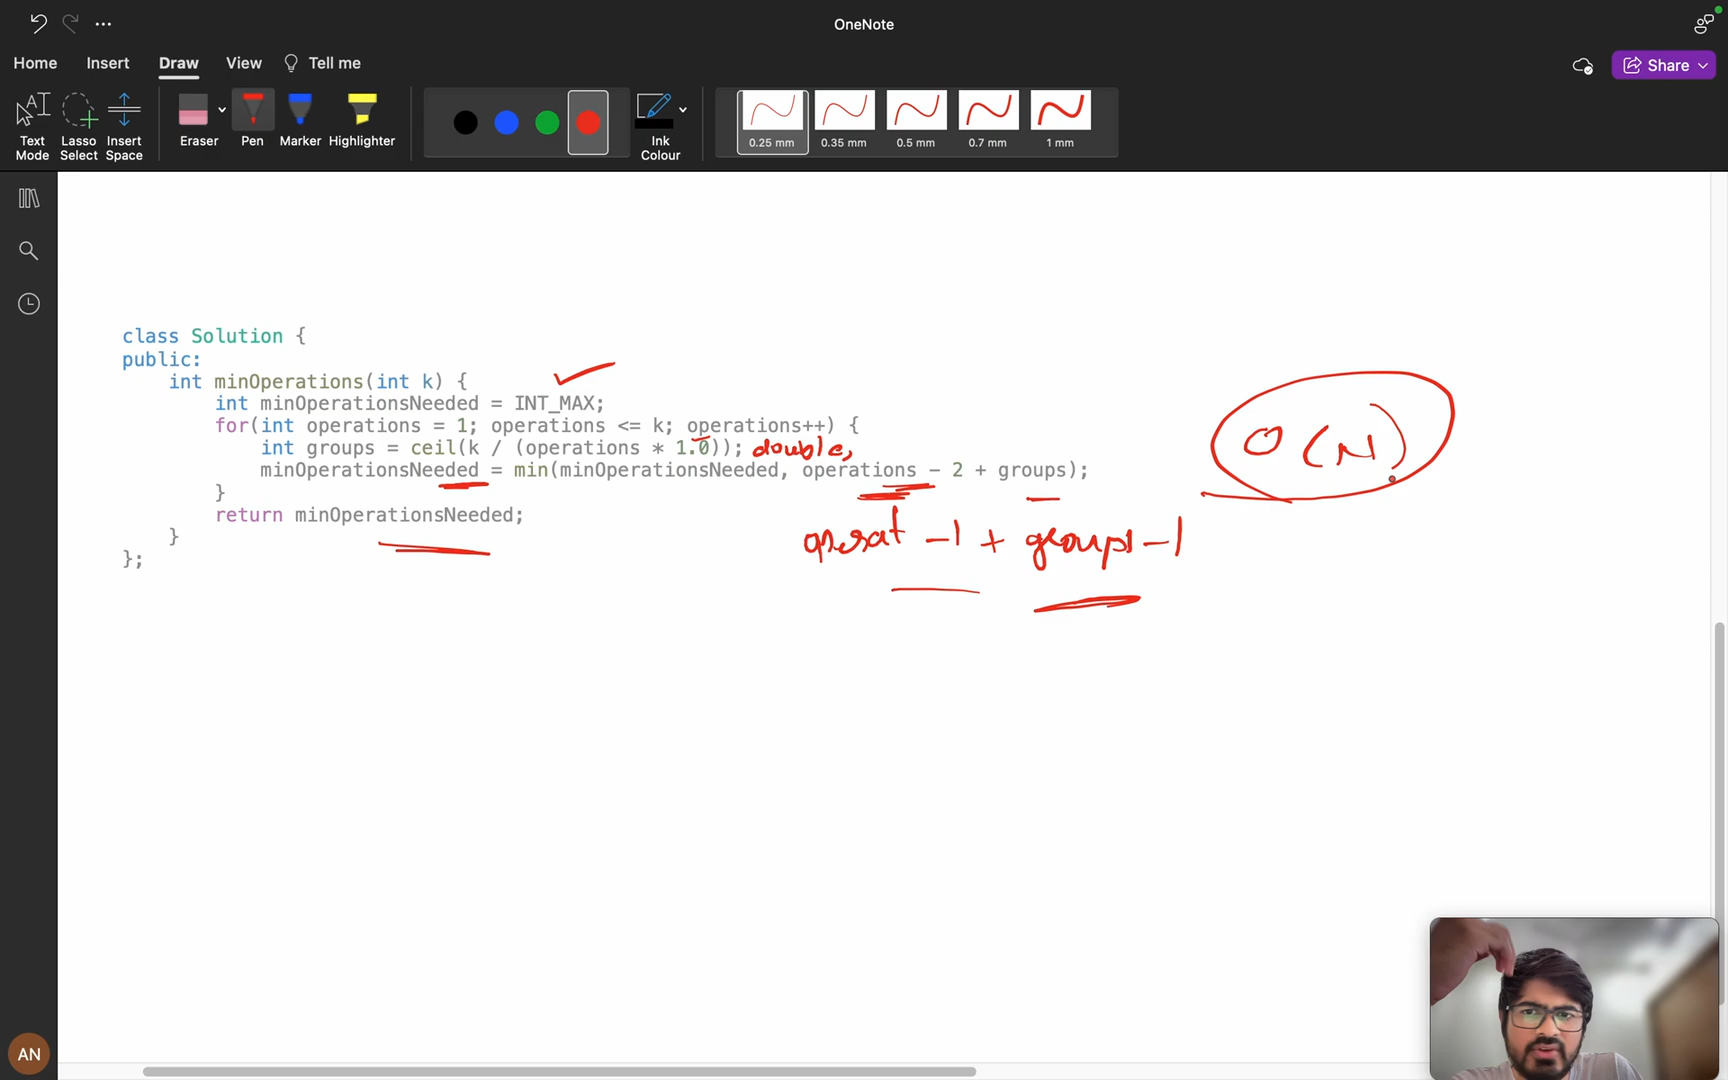 OneNote
Home Insert Draw View Tell me
Share
Text Mode
Lasso Select
Insert Space
Eraser
Pen
Marker
Highlighter
Ink Colour
0.25 mm
0.35 mm
0.5 mm
0.7 mm
1 mm
class Solution {
public:
int minOperations(int k) {
int minOperationsNeeded = INT_MAX;
for(int operations = 1; operations <= k; operations++) {
int groups = ceil(k / (operations * 1.0)); double,
minOperationsNeeded = min(minOperationsNeeded, operations - 2 + groups);
}
return minOperationsNeeded;
}
};
O(N)
operat -1 + groups -1
AN